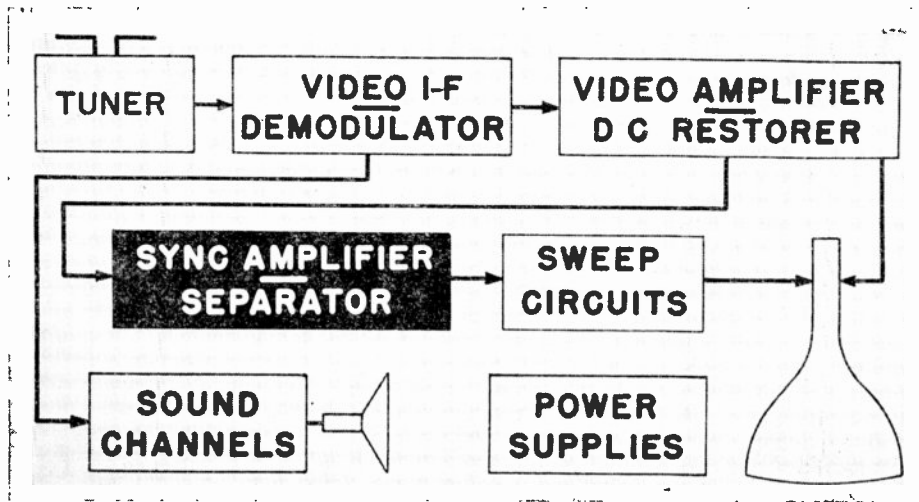 TUNER
VIDEO I-F
DEMODULATOR
VIDEO AMPLIFIER
D C RESTORER
SYNC AMPLIFIER
SEPARATOR
SWEEP
CIRCUITS
SOUND
CHANNELS
POWER
SUPPLIES